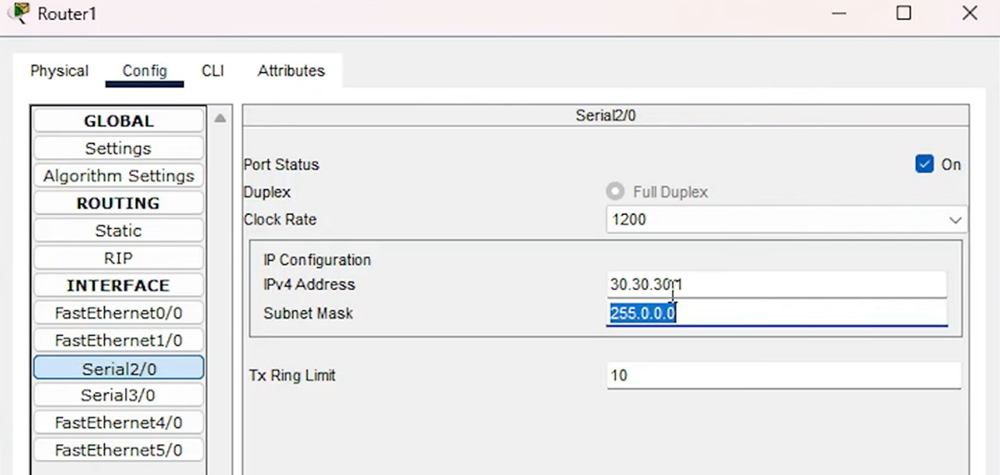 Router1
Physical Config CLI Attributes
GLOBAL
Settings
Algorithm Settings
ROUTING
Static
RIP
INTERFACE
FastEthernet0/0
FastEthernet1/0
Serial2/0
Serial3/0
FastEthernet4/0
FastEthernet5/0
Serial2/0
Port Status On
Duplex Full Duplex
Clock Rate 1200
IP Configuration
IPv4 Address 30.30.30.1
Subnet Mask 255.0.0.0
Tx Ring Limit 10